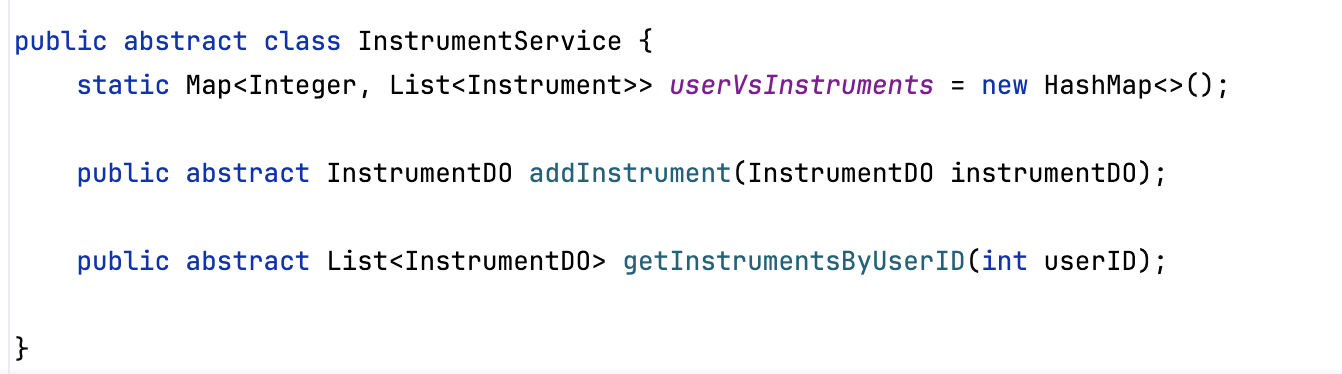 public abstract class InstrumentService {
    static Map<Integer, List<Instrument>> userVsInstruments = new HashMap<>();
    public abstract InstrumentDO addInstrument(InstrumentDO instrumentDO);
    public abstract List<InstrumentDO> getInstrumentsByUserID(int userID);
}